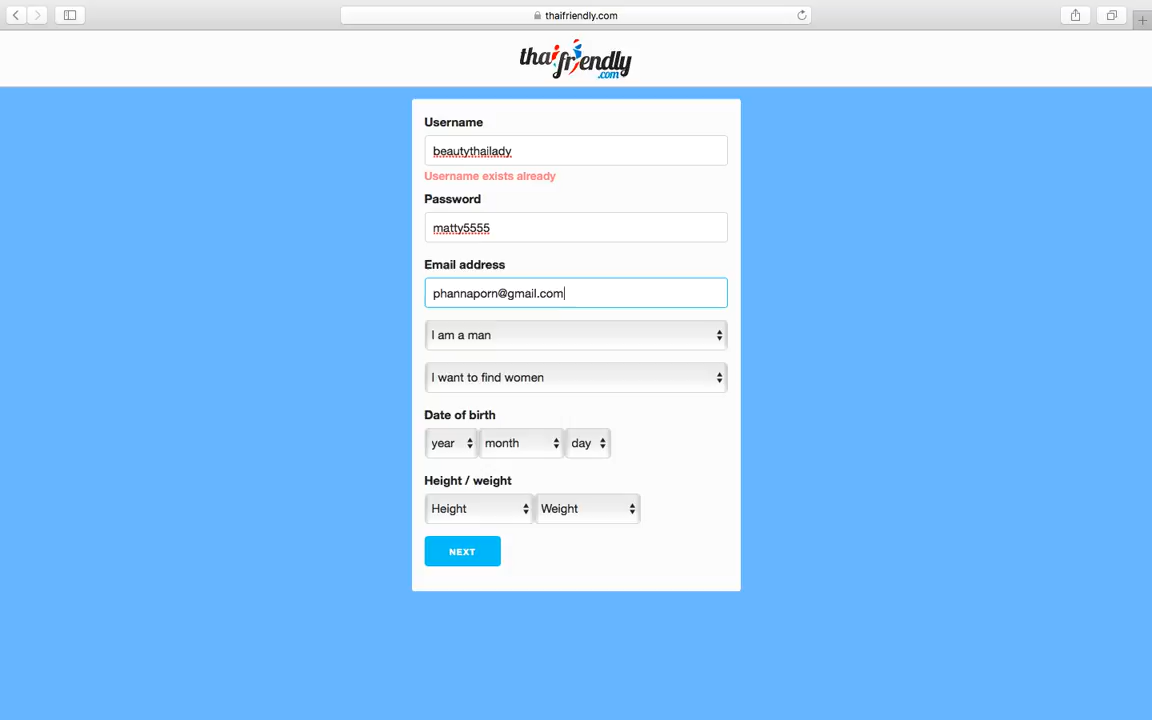 thaifriendly.com
thaifriendly
.com
Username
beautythailady
Username exists already
Password
matty5555
Email address
phannaporn@gmail.com
I am a man
I want to find women
Date of birth
year month day
Height / weight
Height Weight
NEXT